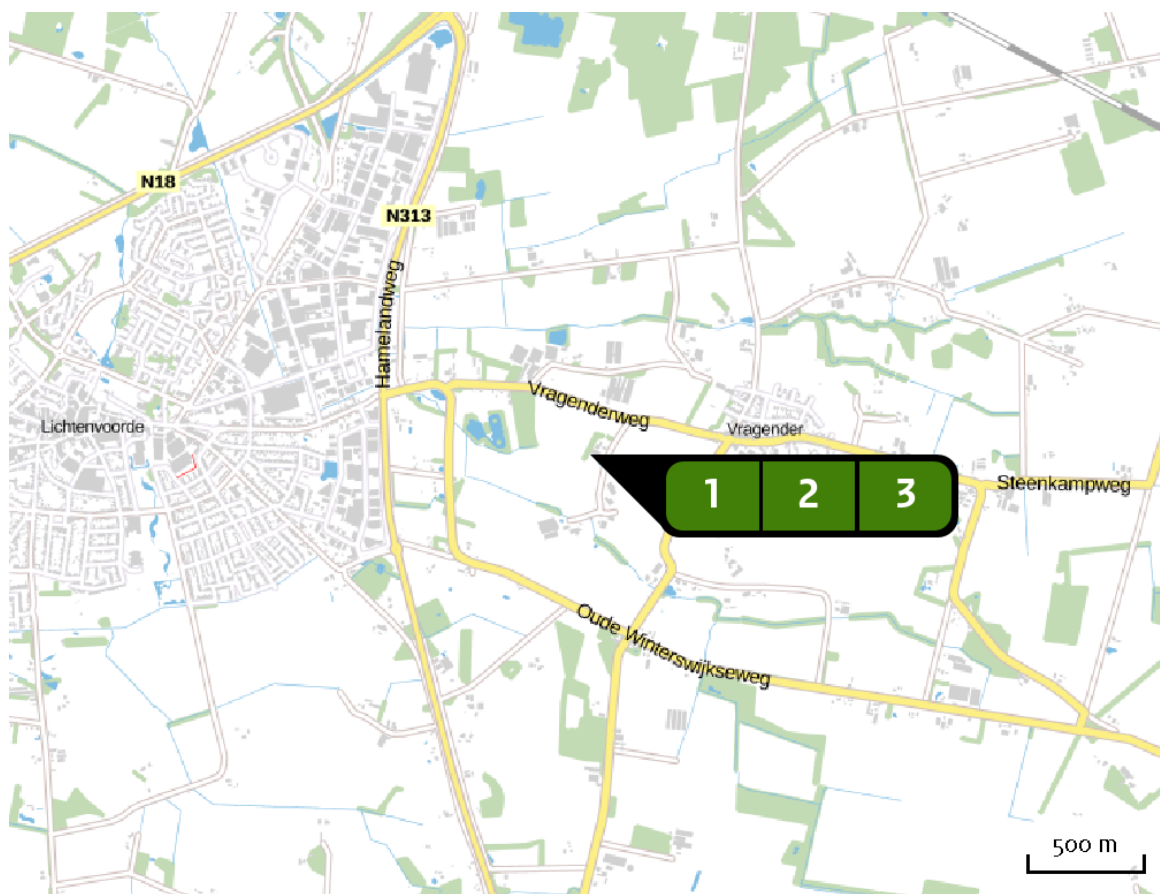 N18
N313
Hamelandweg
Vragenderweg
Lichtenvoorde
Vragender
1 2 3
Steenkampweg
Oude Winterswijkseweg
500 m